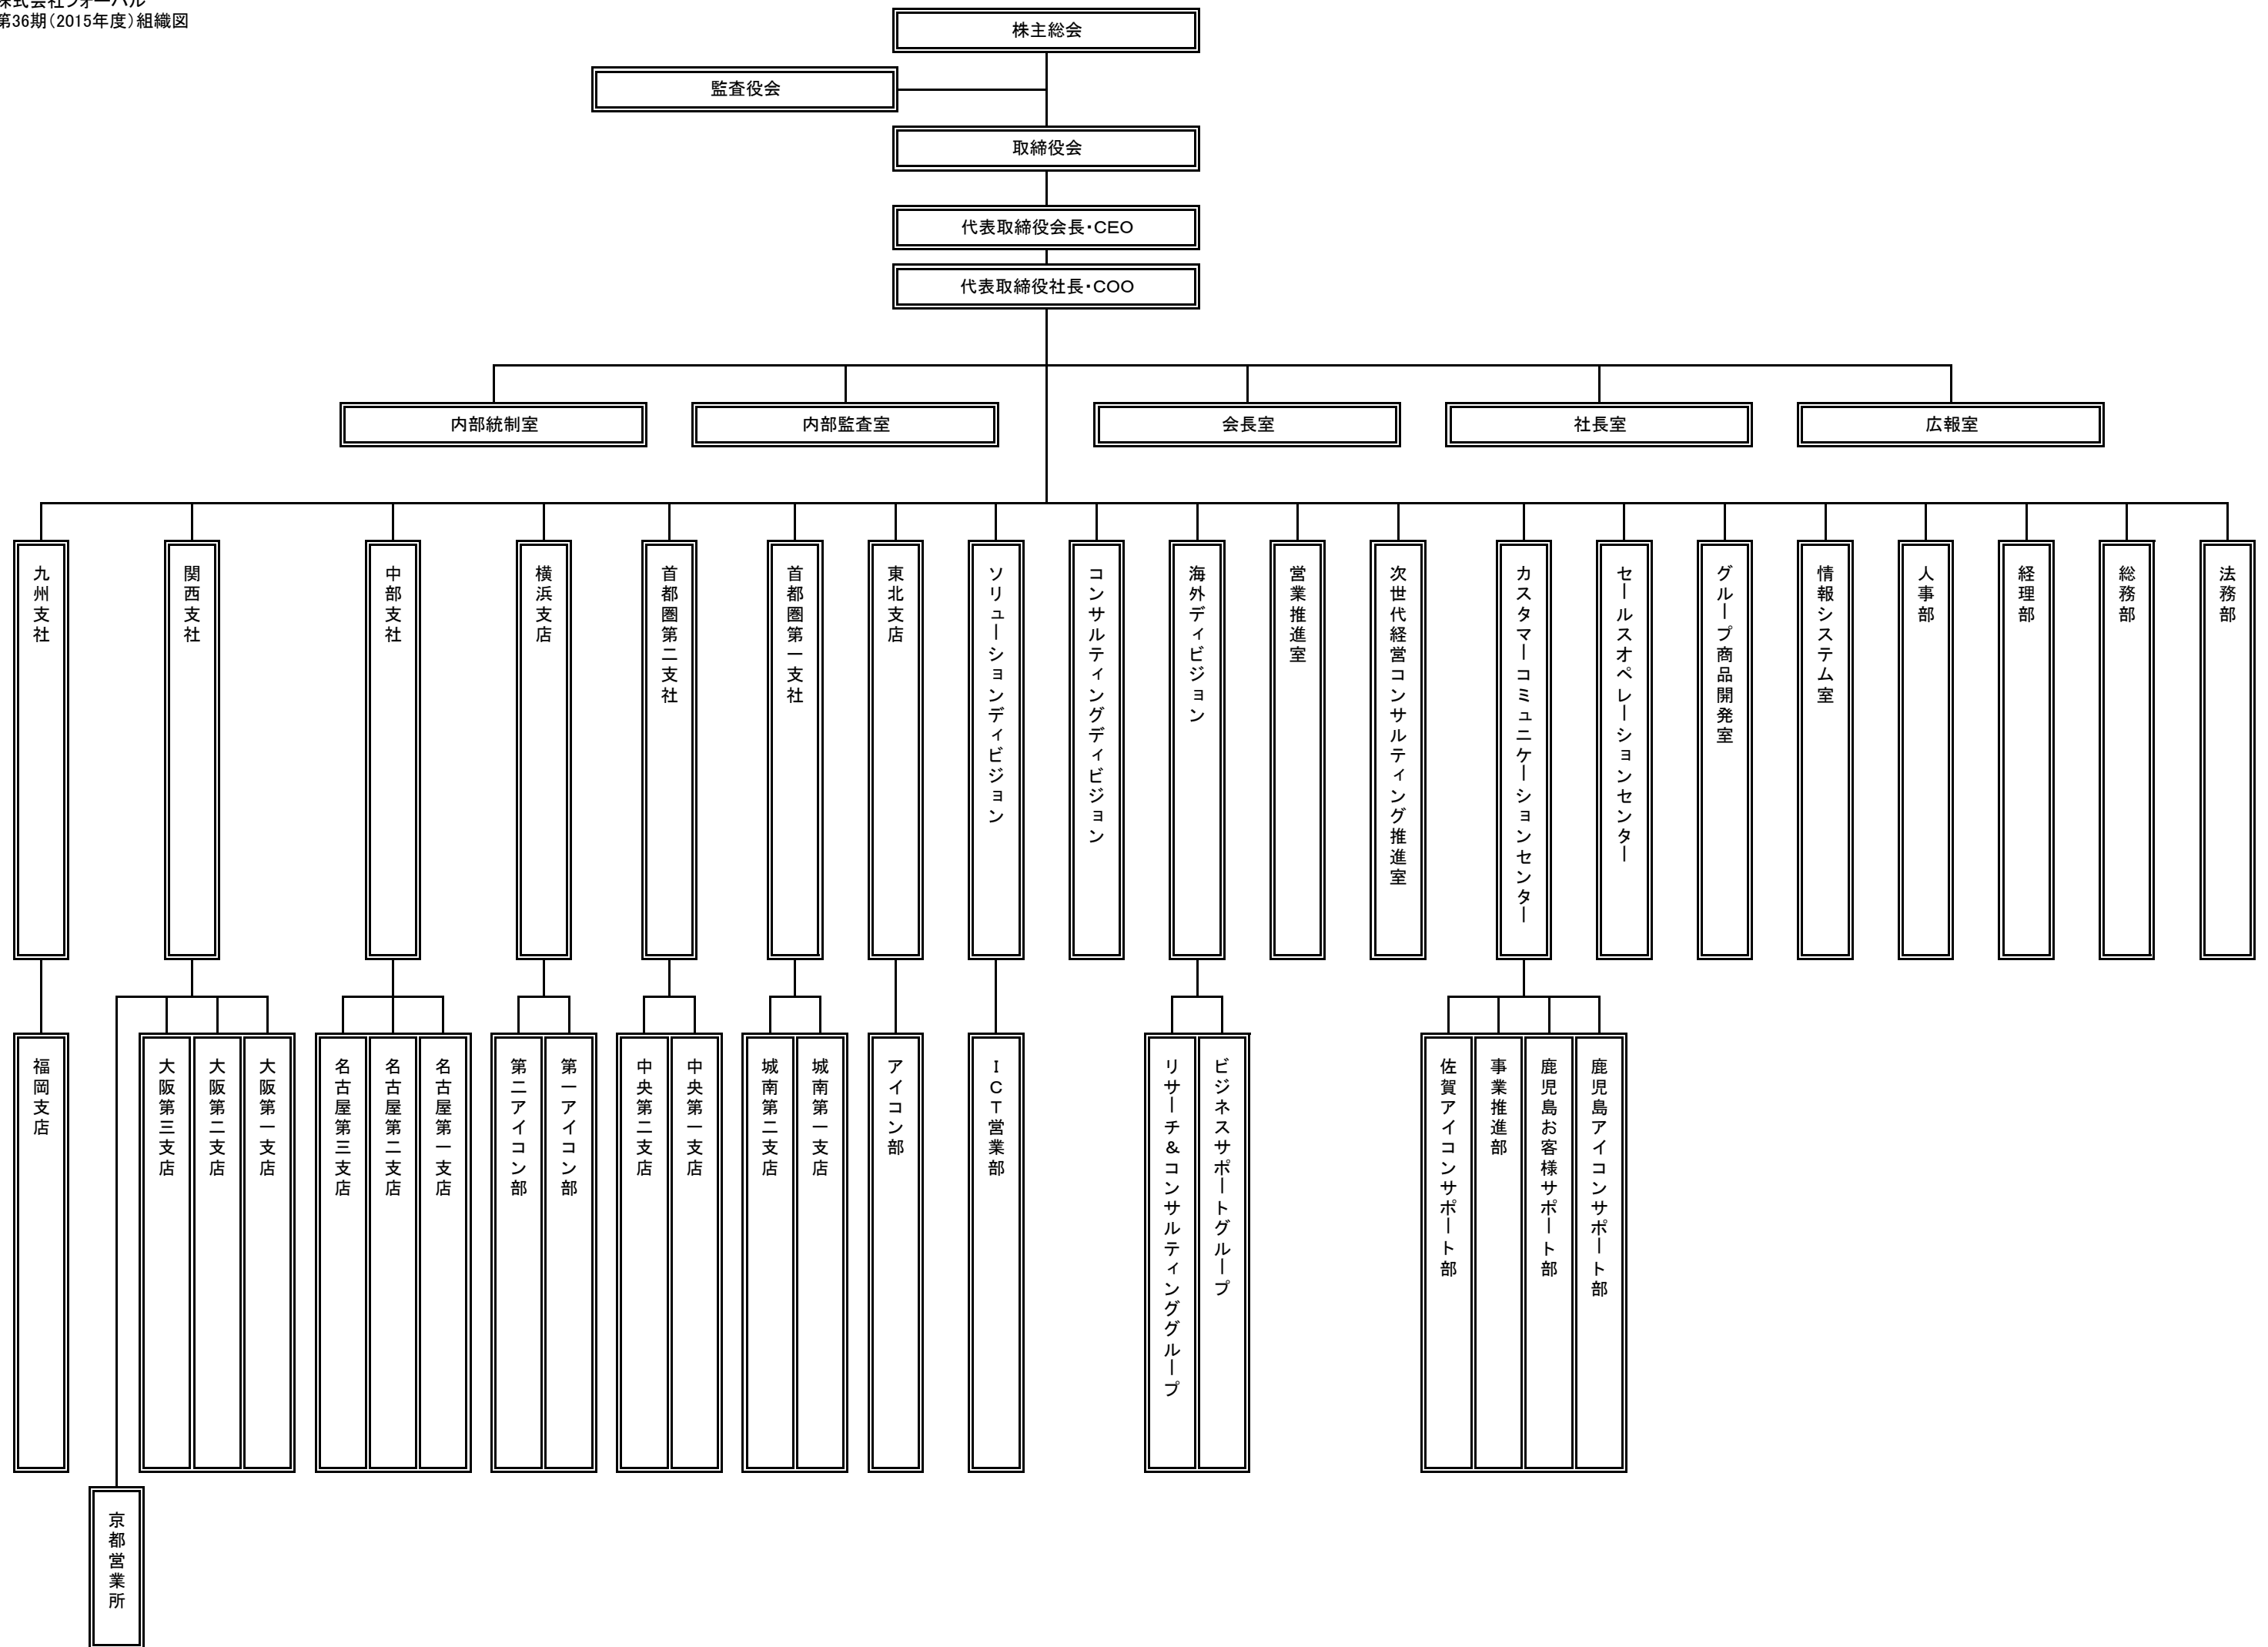 株式会社フォーバル
第36期(2015年度)組織図
株主総会
監査役会
取締役会
代表取締役会長・CEO
代表取締役社長・COO
内部統制室
内部監査室
会長室
社長室
広報室
九州支社
関西支社
中部支社
横浜支店
首都圏第二支社
首都圏第一支社
東北支店
ソリューションディビジョン
コンサルティングディビジョン
海外ディビジョン
営業推進室
次世代経営コンサルティング推進室
カスタマーコミュニケーションセンター
セールスオペレーションセンター
グループ商品開発室
情報システム室
人事部
経理部
総務部
法務部
福岡支店
大阪第三支店
大阪第二支店
大阪第一支店
名古屋第三支店
名古屋第二支店
名古屋第一支店
第二アイコン部
第一アイコン部
中央第二支店
中央第一支店
城南第二支店
城南第一支店
アイコン部
ICT営業部
リサーチ&コンサルティンググループ
ビジネスサポートグループ
佐賀アイコンサポート部
事業推進部
鹿児島お客様サポート部
鹿児島アイコンサポート部
京都営業所